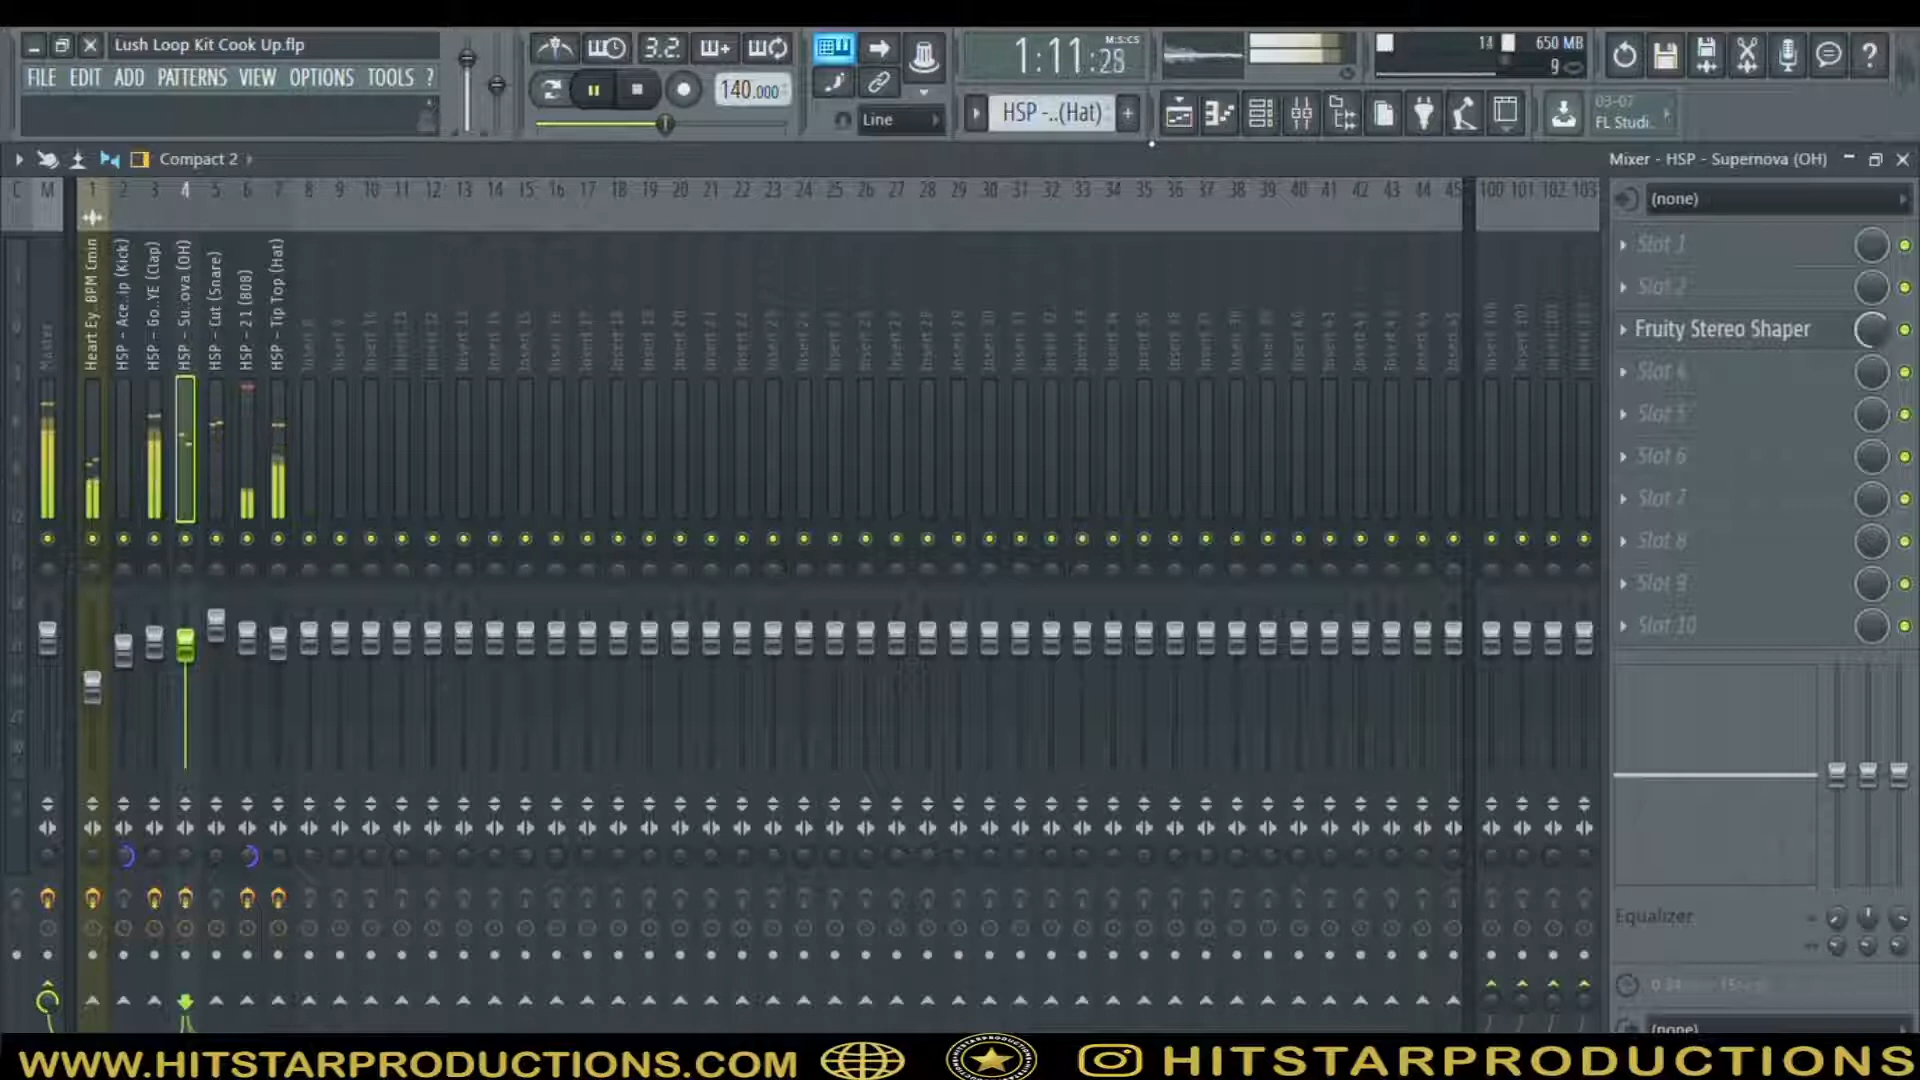 Lush Loop Kit Cook Up.flp
FILE EDIT ADD PATTERNS VIEW OPTIONS TOOLS ?
3.2.
140.000
Line
1:11:28
M:S:CS
HSP -..(Hat)
14
650 MB
9
03-07
FL Studi.
Compact 2
Mixer - HSP - Supernova (OH)
C M 1 2 3 4 5 6 7 8 9 10 11 12 13 14 15 16 17 18 19 20 21 22 23 24 25 26 27 28 29 30 31 32 33 34 35 36 37 38 39 40 41 42 43 44 45 100 101 102 103
Master
Heart Ey. BPM Cmin
HSP - Ace..ip (Kick)
HSP - Go..YE (Clap)
HSP - Su..ova (OH)
HSP - Cut (Snare)
HSP - 21 (808)
HSP - Tip Top (Hat)
(none)
Slot 1
Slot 2
Fruity Stereo Shaper
Slot 4
Slot 5
Slot 6
Slot 7
Slot 8
Slot 9
Slot 10
Equalizer
(none)
WWW.HITSTARPRODUCTIONS.COM
HITSTARPRODUCTIONS